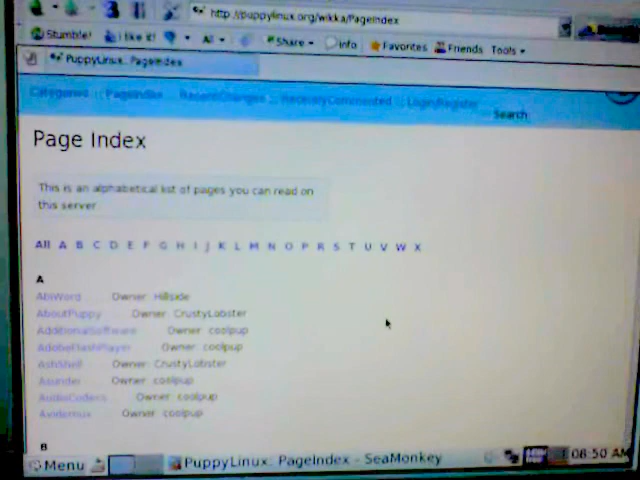 http://puppylinux.org/wikka/PageIndex
Stumble! I like it! All Share Info Favorites Friends Tools
PuppyLinux: PageIndex
Categories :: PageIndex :: RecentChanges :: RecentlyCommented :: Login/Register
Search
Page Index
This is an alphabetical list of pages you can read on
this server.
All A B C D E F G H I J K L M N O P R S T U V W X
A
AbiWord . . . . Owner: Hillside
AboutPuppy . . . . Owner: CrustyLobster
AdditionalSoftware . . . . Owner: coolpup
AdobeFlashPlayer . . . . Owner: coolpup
AshShell . . . . Owner: CrustyLobster
Asunder . . . . Owner: coolpup
AudioCodecs . . . . Owner: coolpup
Avidemux . . . . Owner: coolpup
B
Menu PuppyLinux: PageIndex - SeaMonkey 08:50 AM